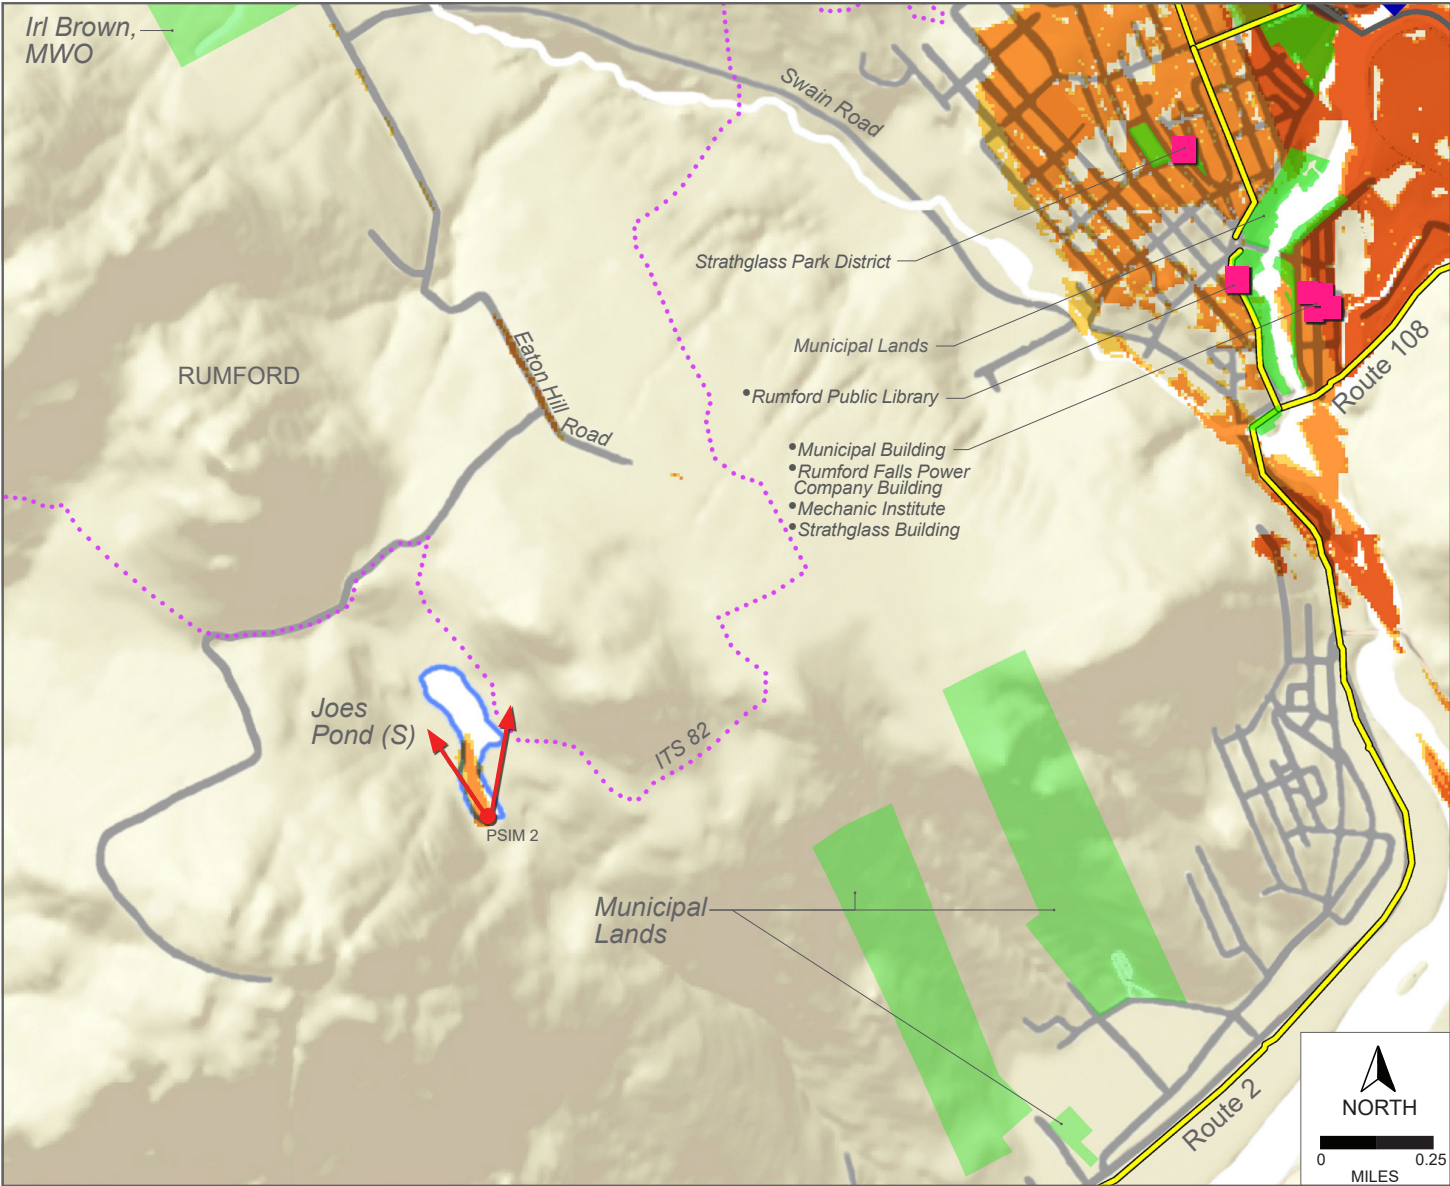 Irl Brown,
MWO
Swain Road
Strathglass Park District
Municipal Lands
Route 108
RUMFORD
Eaton Hill Road
•Rumford Public Library
•Municipal Building
•Rumford Falls Power
Company Building
•Mechanic Institute
•Strathglass Building
Joes
Pond (S)
ITS 82
PSIM 2
Municipal
Lands
Route 2
NORTH
0 0.25
MILES